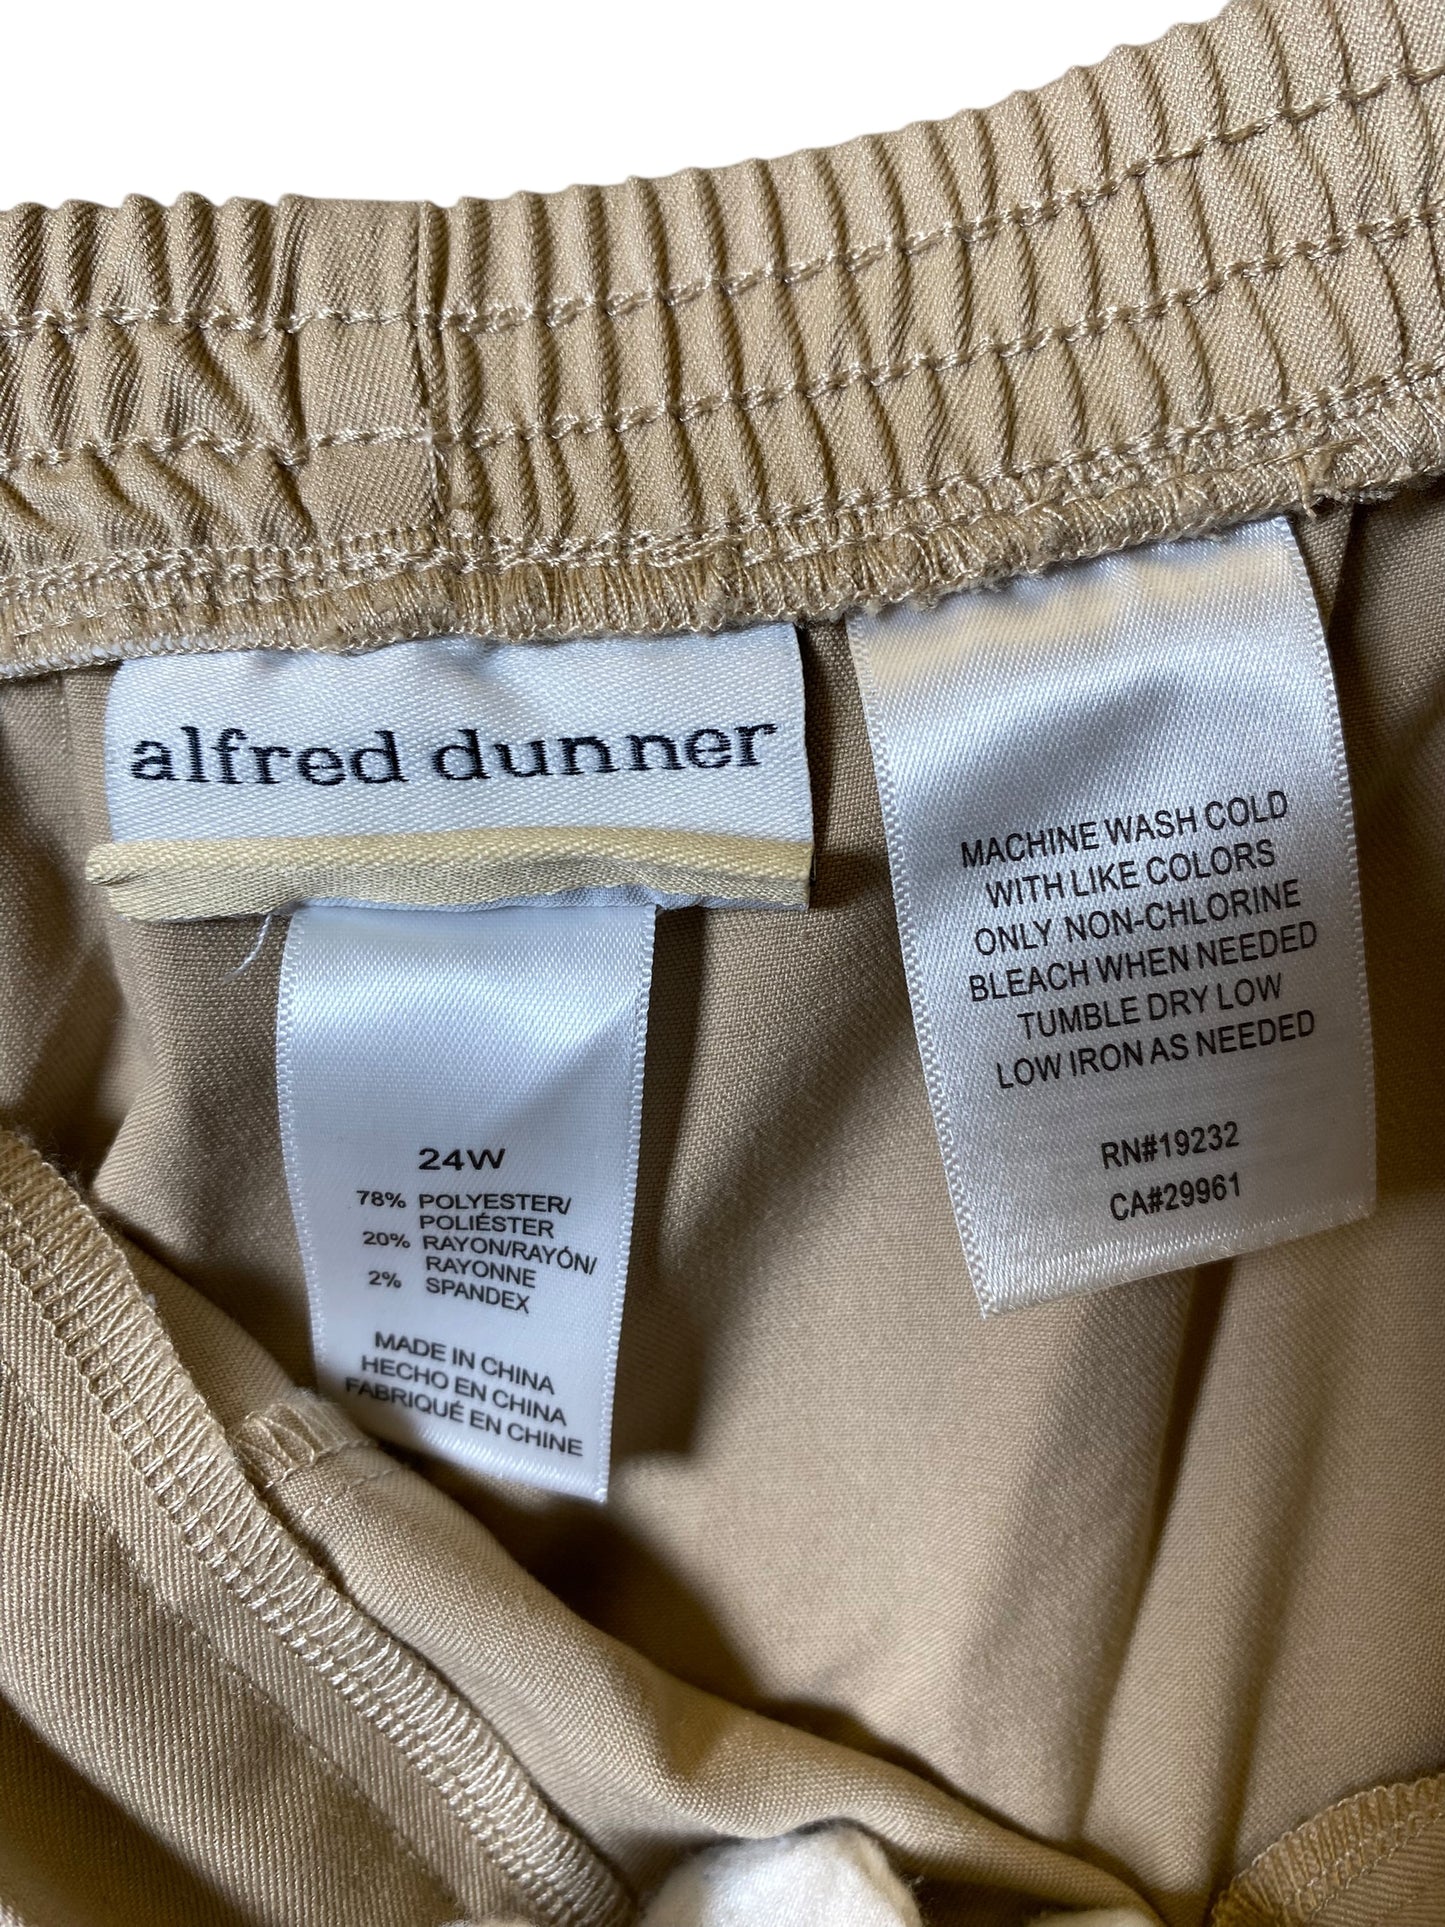 alfred dunner
24W
78% POLYESTER/
POLIÉSTER
20% RAYON/RAYÓN/
RAYONNE
2% SPANDEX
MADE IN CHINA
HECHO EN CHINA
FABRIQUÉ EN CHINE
MACHINE WASH COLD
WITH LIKE COLORS
ONLY NON-CHLORINE
BLEACH WHEN NEEDED
TUMBLE DRY LOW
LOW IRON AS NEEDED
RN#19232
CA#29961